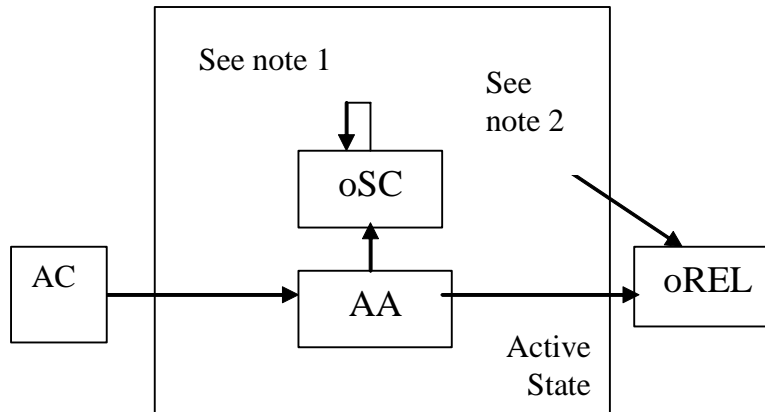 See note 1
See
note 2
oSC
AC
AA
oREL
Active
State